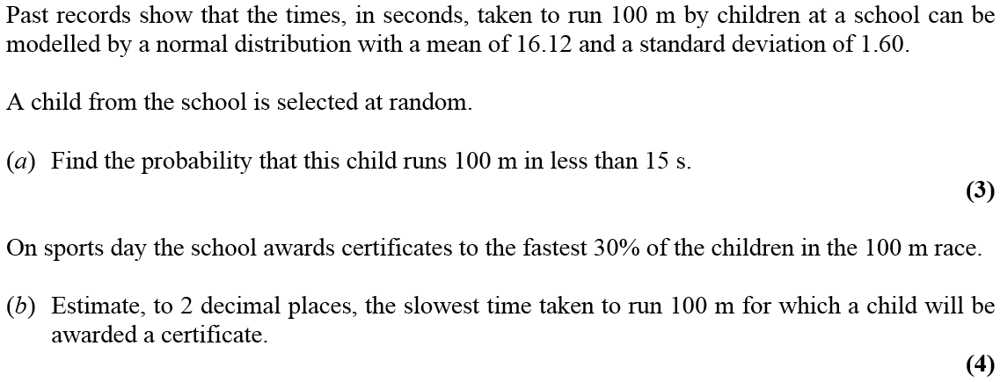 Past records show that the times, in seconds, taken to run 100 m by children at a school can be
modelled by a normal distribution with a mean of 16.12 and a standard deviation of 1.60.
A child from the school is selected at random.
(a) Find the probability that this child runs 100 m in less than 15 s.
(3)
On sports day the school awards certificates to the fastest 30% of the children in the 100 m race.
(b) Estimate, to 2 decimal places, the slowest time taken to run 100 m for which a child will be
awarded a certificate.
(4)